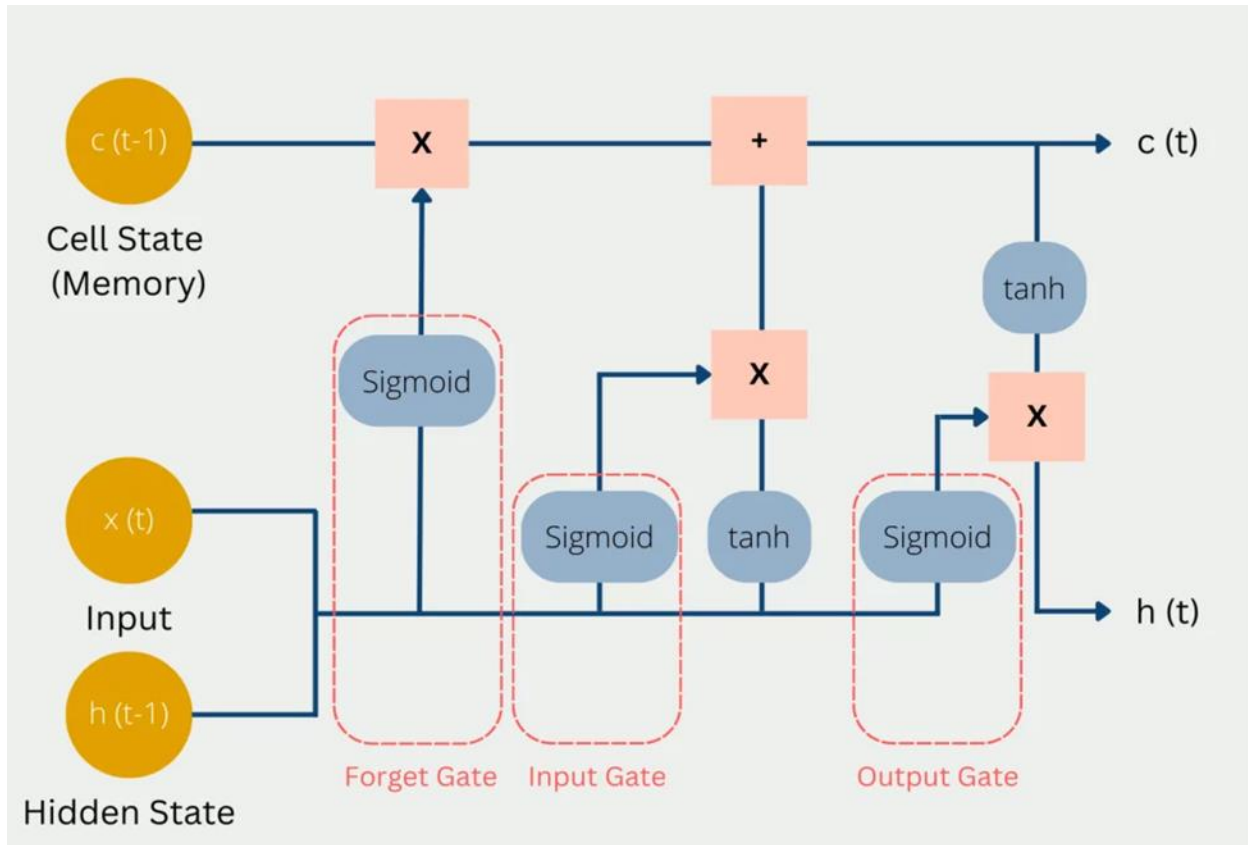 c (t-1)
X
+
c (t)
Cell State
(Memory)
tanh
Sigmoid
X
X
x (t)
Sigmoid
tanh
Sigmoid
Input
h (t)
h (t-1)
Forget Gate
Input Gate
Output Gate
Hidden State